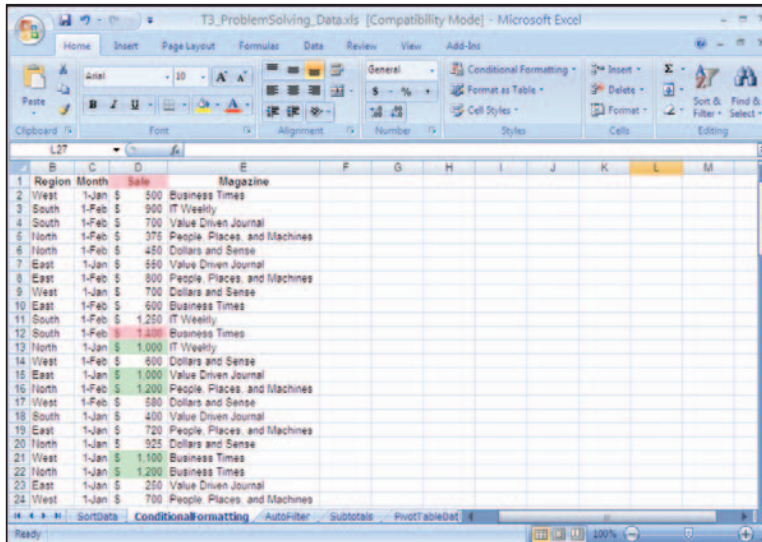 T3_ProblemSolving_Data.xls [Compatibility Mode] - Microsoft Excel
Home Insert Page Layout Formulas Data Review View Add-Ins
Paste
Arial 10 A A
B I U A
General
$ % ,
Conditional Formatting
Format as Table
Cell Styles
Insert
Delete
Format
Σ
Sort & Filter
Find & Select
Clipboard Font Alignment Number Styles Cells Editing
L27 fx
B C D E F G H I J K L M
1 Region Month Sale Magazine
2 West 1-Jan $ 500 Business Times
3 South 1-Feb $ 900 IT Weekly
4 South 1-Feb $ 700 Value Driven Journal
5 North 1-Feb $ 375 People, Places, and Machines
6 North 1-Feb $ 450 Dollars and Sense
7 East 1-Jan $ 550 Value Driven Journal
8 East 1-Feb $ 800 People, Places, and Machines
9 West 1-Jan $ 700 Dollars and Sense
10 East 1-Feb $ 600 Business Times
11 South 1-Feb $ 1,250 IT Weekly
12 South 1-Feb $ 1,400 Business Times
13 North 1-Jan $ 1,000 IT Weekly
14 West 1-Feb $ 600 Dollars and Sense
15 East 1-Jan $ 1,000 Value Driven Journal
16 North 1-Feb $ 1,200 People, Places, and Machines
17 West 1-Feb $ 580 Dollars and Sense
18 South 1-Jan $ 400 Value Driven Journal
19 East 1-Jan $ 720 People, Places, and Machines
20 North 1-Jan $ 925 Dollars and Sense
21 West 1-Jan $ 1,100 Business Times
22 North 1-Jan $ 1,200 Business Times
23 East 1-Jan $ 250 Value Driven Journal
24 West 1-Jan $ 700 People, Places, and Machines
SortData ConditionalFormatting AutoFilter Subtotals PivotTableDat
Ready 100%